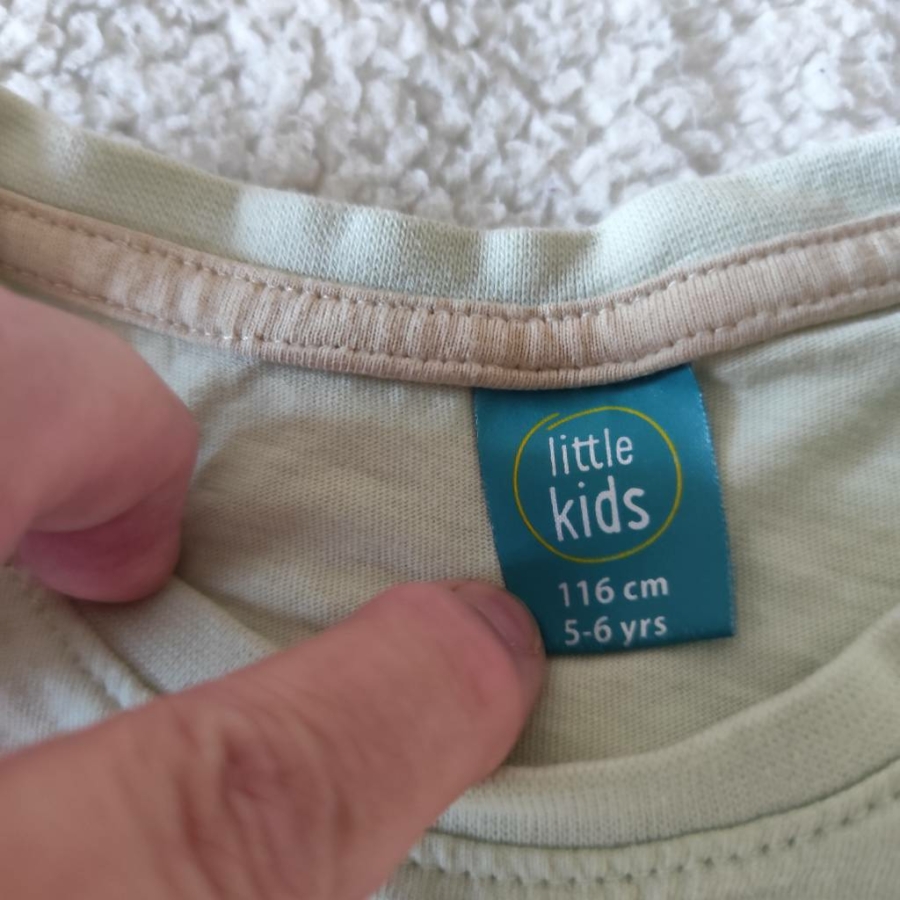 little
kids
116 cm
5-6 yrs